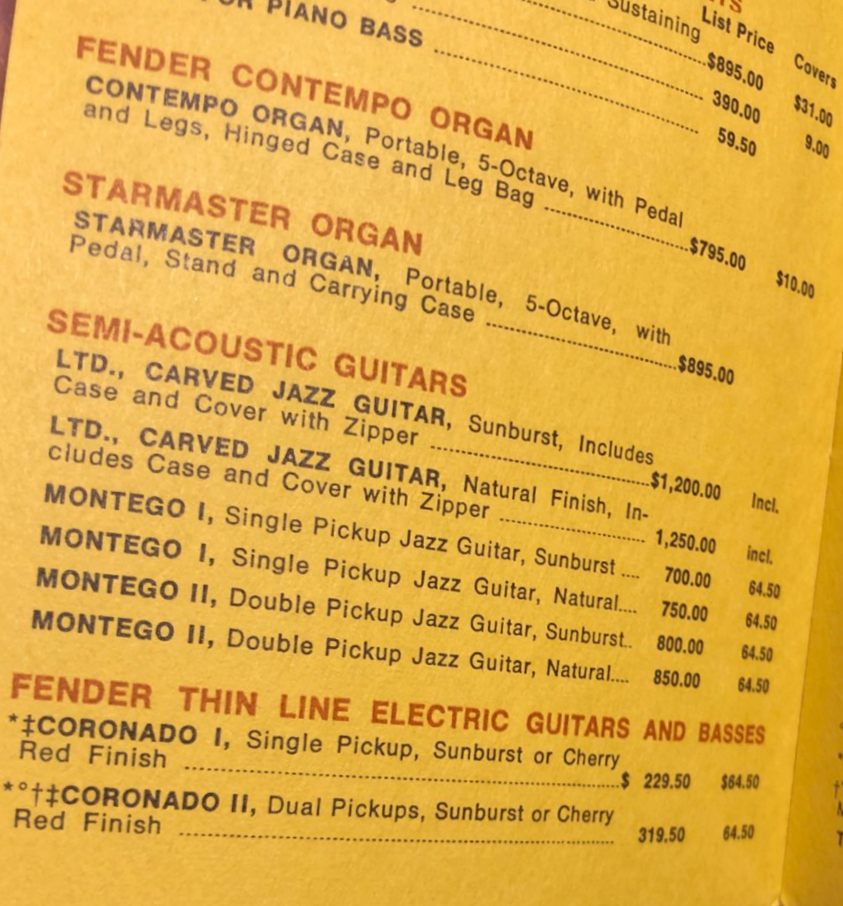 TS
List Price Covers
Sustaining
$895.00 $31.00
390.00 9.00
OR PIANO BASS 59.50
FENDER CONTEMPO ORGAN
CONTEMPO ORGAN, Portable, 5-Octave, with Pedal
and Legs, Hinged Case and Leg Bag $795.00 $10.00
STARMASTER ORGAN
STARMASTER ORGAN, Portable, 5-Octave, with
Pedal, Stand and Carrying Case $895.00
SEMI-ACOUSTIC GUITARS
LTD., CARVED JAZZ GUITAR, Sunburst, Includes
Case and Cover with Zipper $1,200.00 Incl.
LTD., CARVED JAZZ GUITAR, Natural Finish, In-
cludes Case and Cover with Zipper 1,250.00 incl.
MONTEGO I, Single Pickup Jazz Guitar, Sunburst .... 700.00 64.50
MONTEGO I, Single Pickup Jazz Guitar, Natural.... 750.00 64.50
MONTEGO II, Double Pickup Jazz Guitar, Sunburst.. 800.00 64.50
MONTEGO II, Double Pickup Jazz Guitar, Natural.... 850.00 64.50
FENDER THIN LINE ELECTRIC GUITARS AND BASSES
*‡CORONADO I, Single Pickup, Sunburst or Cherry
Red Finish $ 229.50 $64.50
*°†‡CORONADO II, Dual Pickups, Sunburst or Cherry
Red Finish 319.50 64.50